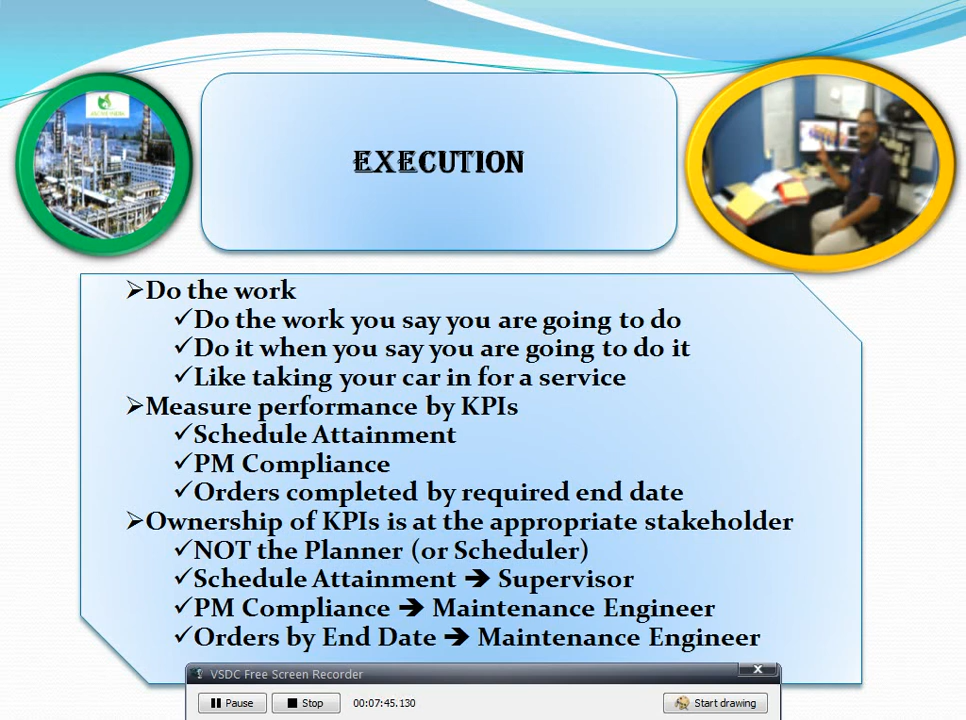 EXECUTION
➢Do the work
✓Do the work you say you are going to do
✓Do it when you say you are going to do it
✓Like taking your car in for a service
➢Measure performance by KPIs
✓Schedule Attainment
✓PM Compliance
✓Orders completed by required end date
➢Ownership of KPIs is at the appropriate stakeholder
✓NOT the Planner (or Scheduler)
✓Schedule Attainment ➔ Supervisor
✓PM Compliance ➔ Maintenance Engineer
✓Orders by End Date ➔ Maintenance Engineer
VSDC Free Screen Recorder
Pause Stop 00:07:45.130 Start drawing